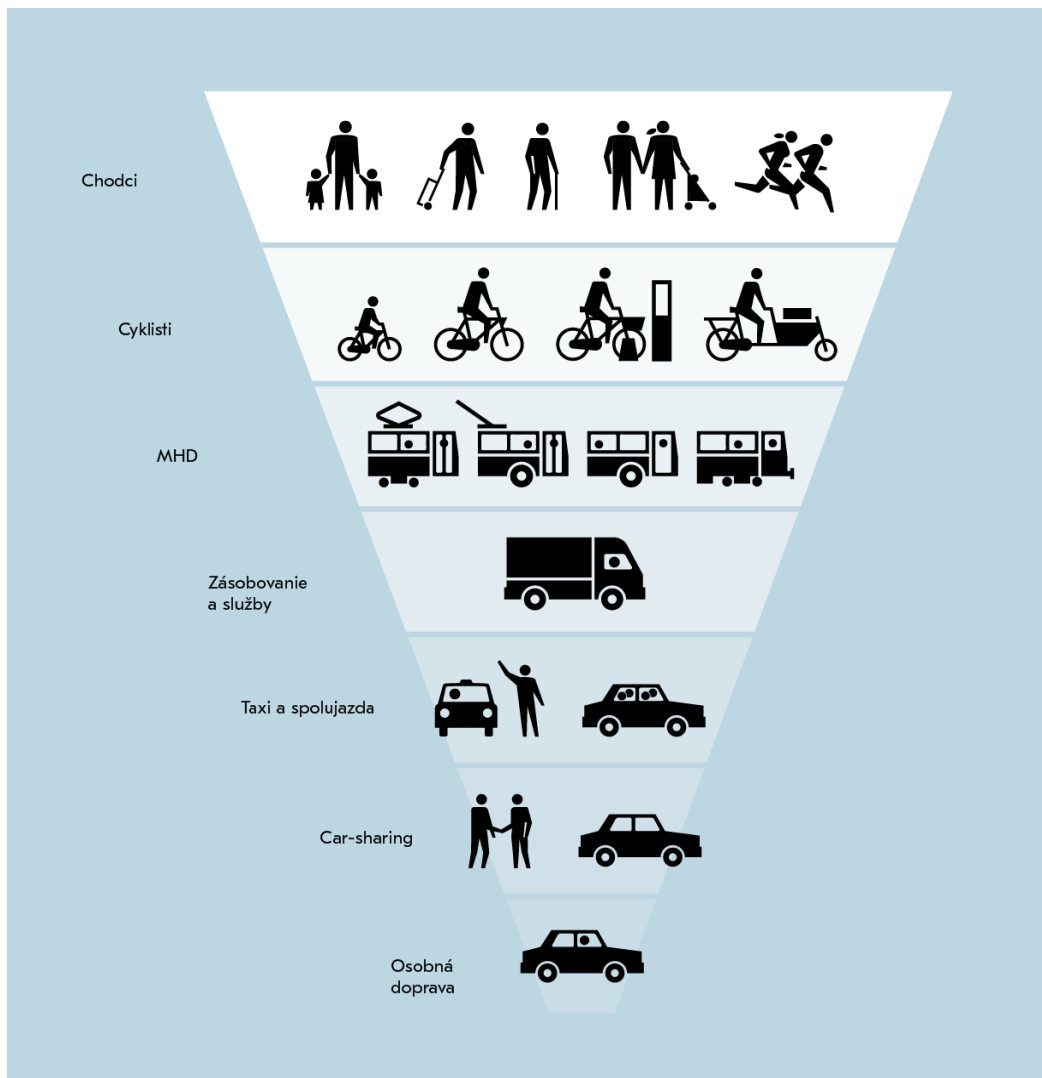 Chodci
Cyklisti
MHD
Zásobovanie
a služby
Taxi a spolujazda
Car-sharing
Osobná
doprava